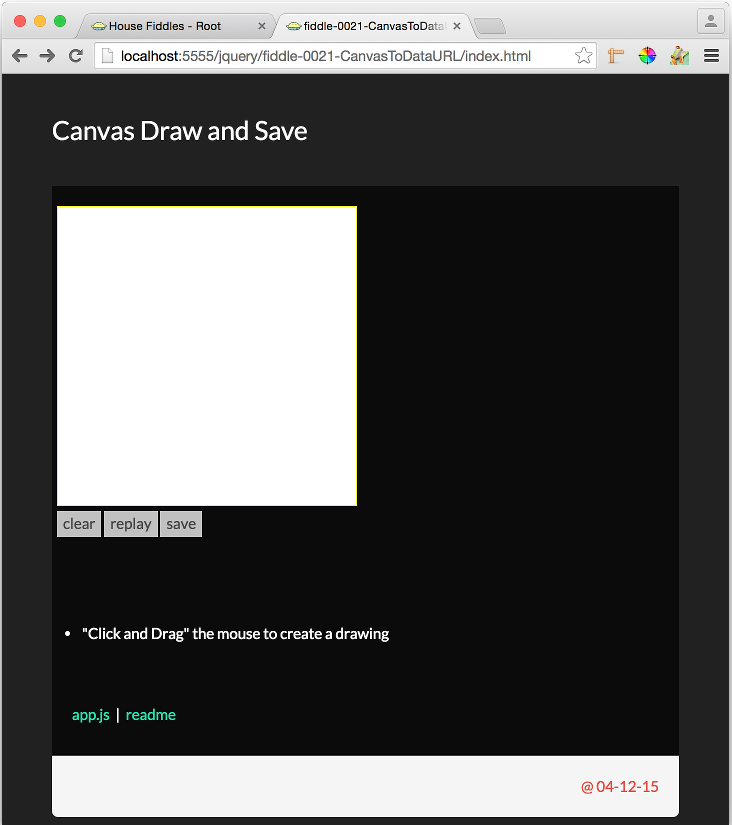 House Fiddles - Root
fiddle-0021-CanvasToDataU
localhost:5555/jquery/fiddle-0021-CanvasToDataURL/index.html
Canvas Draw and Save
clear replay save
• "Click and Drag" the mouse to create a drawing
app.js | readme
@ 04-12-15